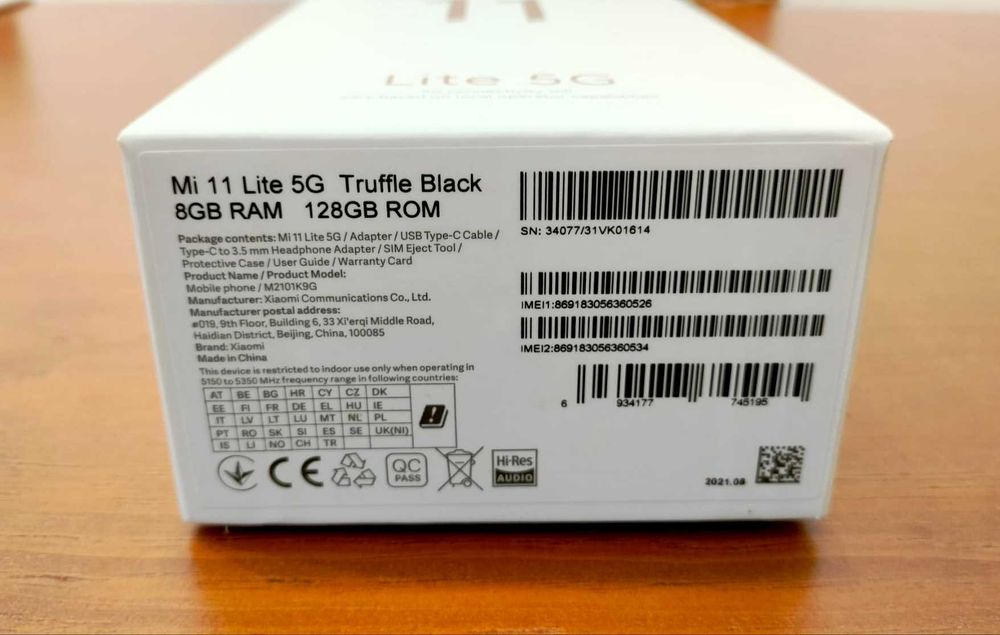 11
Lite 5G
Mi 11 Lite 5G Truffle Black
8GB RAM 128GB ROM
Package contents: Mi 11 Lite 5G / Adapter / USB Type-C Cable /
Type-C to 3.5 mm Headphone Adapter / SIM Eject Tool /
Protective Case / User Guide / Warranty Card
Product Name / Product Model:
Mobile phone / M2101K9G
Manufacturer: Xiaomi Communications Co., Ltd.
Manufacturer postal address:
#019, 9th Floor, Building 6, 33 Xi'erqi Middle Road,
Haidian District, Beijing, China, 100085
Brand: Xiaomi
Made in China
This device is restricted to indoor use only when operating in
5150 to 5350 MHz frequency range in following countries:
AT BE BG HR CY CZ DK
EE FI FR DE EL HU IE
IT LV LT LU MT NL PL
PT RO SK SI ES SE UK(NI)
IS LI NO CH TR
CE
QC
PASS
Hi-Res
AUDIO
SN: 34077/31VK01614
IMEI1:869183056360526
IMEI2:869183056360534
6 934177 745195
2021.08